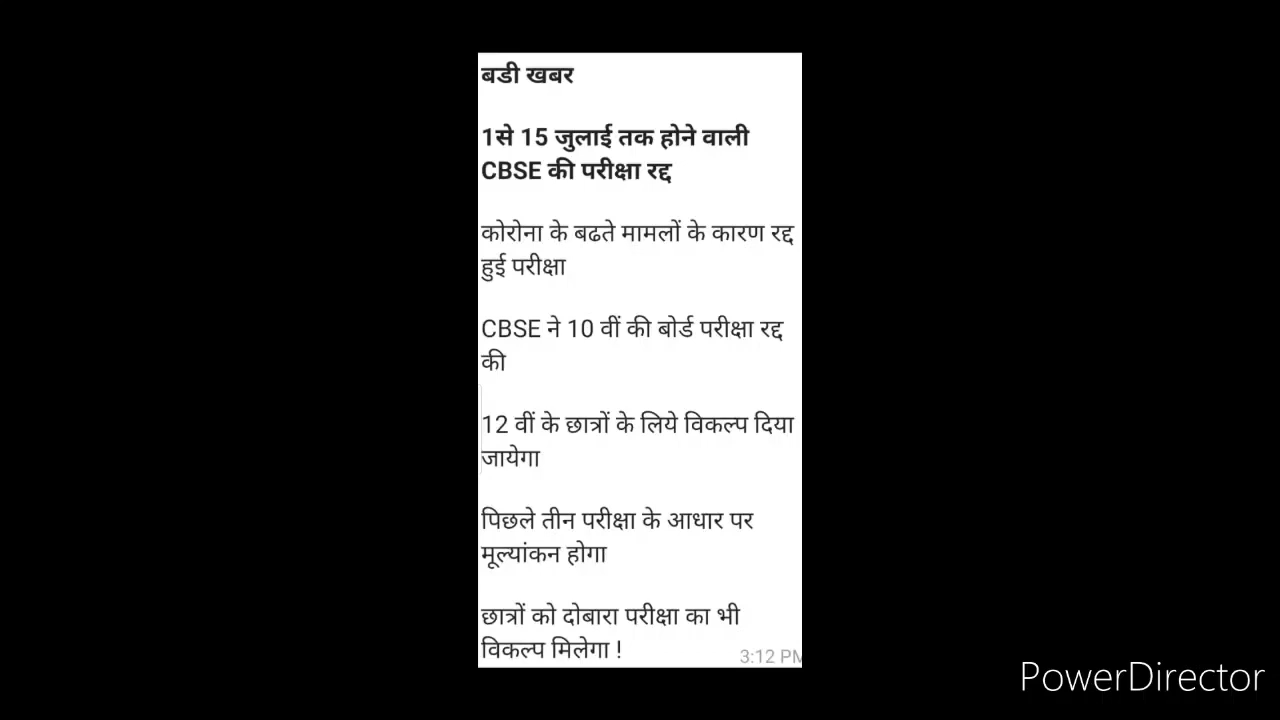 बडी खबर
1से 15 जुलाई तक होने वाली
CBSE की परीक्षा रद्द
कोरोना के बढते मामलों के कारण रद्द
हुई परीक्षा
CBSE ने 10 वीं की बोर्ड परीक्षा रद्द
की
12 वीं के छात्रों के लिये विकल्प दिया
जायेगा
पिछले तीन परीक्षा के आधार पर
मूल्यांकन होगा
छात्रों को दोबारा परीक्षा का भी
विकल्प मिलेगा !
3:12 PM
PowerDirector